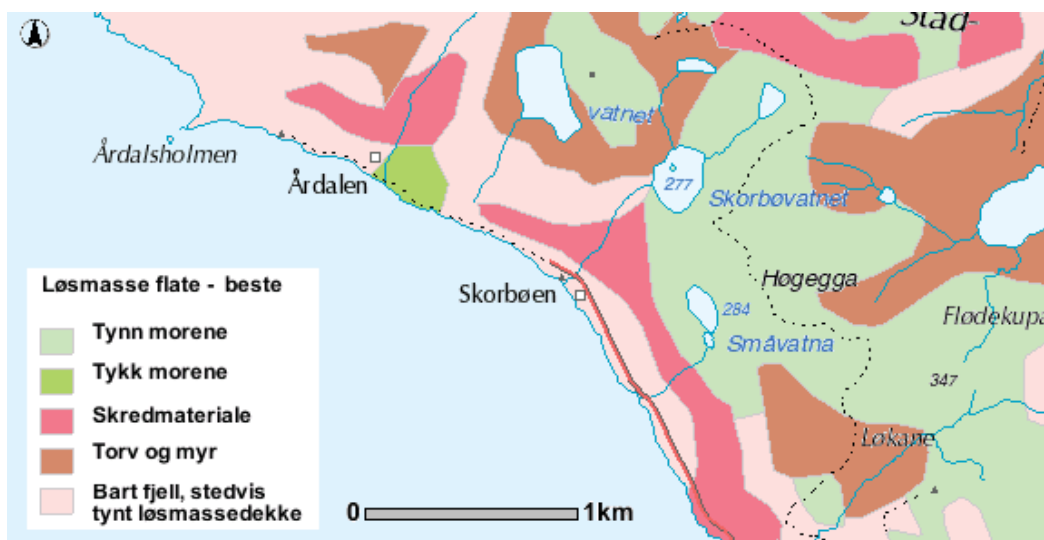 Stad-
vatnet
Årdalsholmen
Årdalen
277
Skorbøvatnet
Høgegga
Skorbøen
284
Småvatna
Flødekupa
347
Løkane
Løsmasse flate - beste
Tynn morene
Tykk morene
Skredmateriale
Torv og myr
Bart fjell, stedvis
tynt løsmassedekke
0 1km